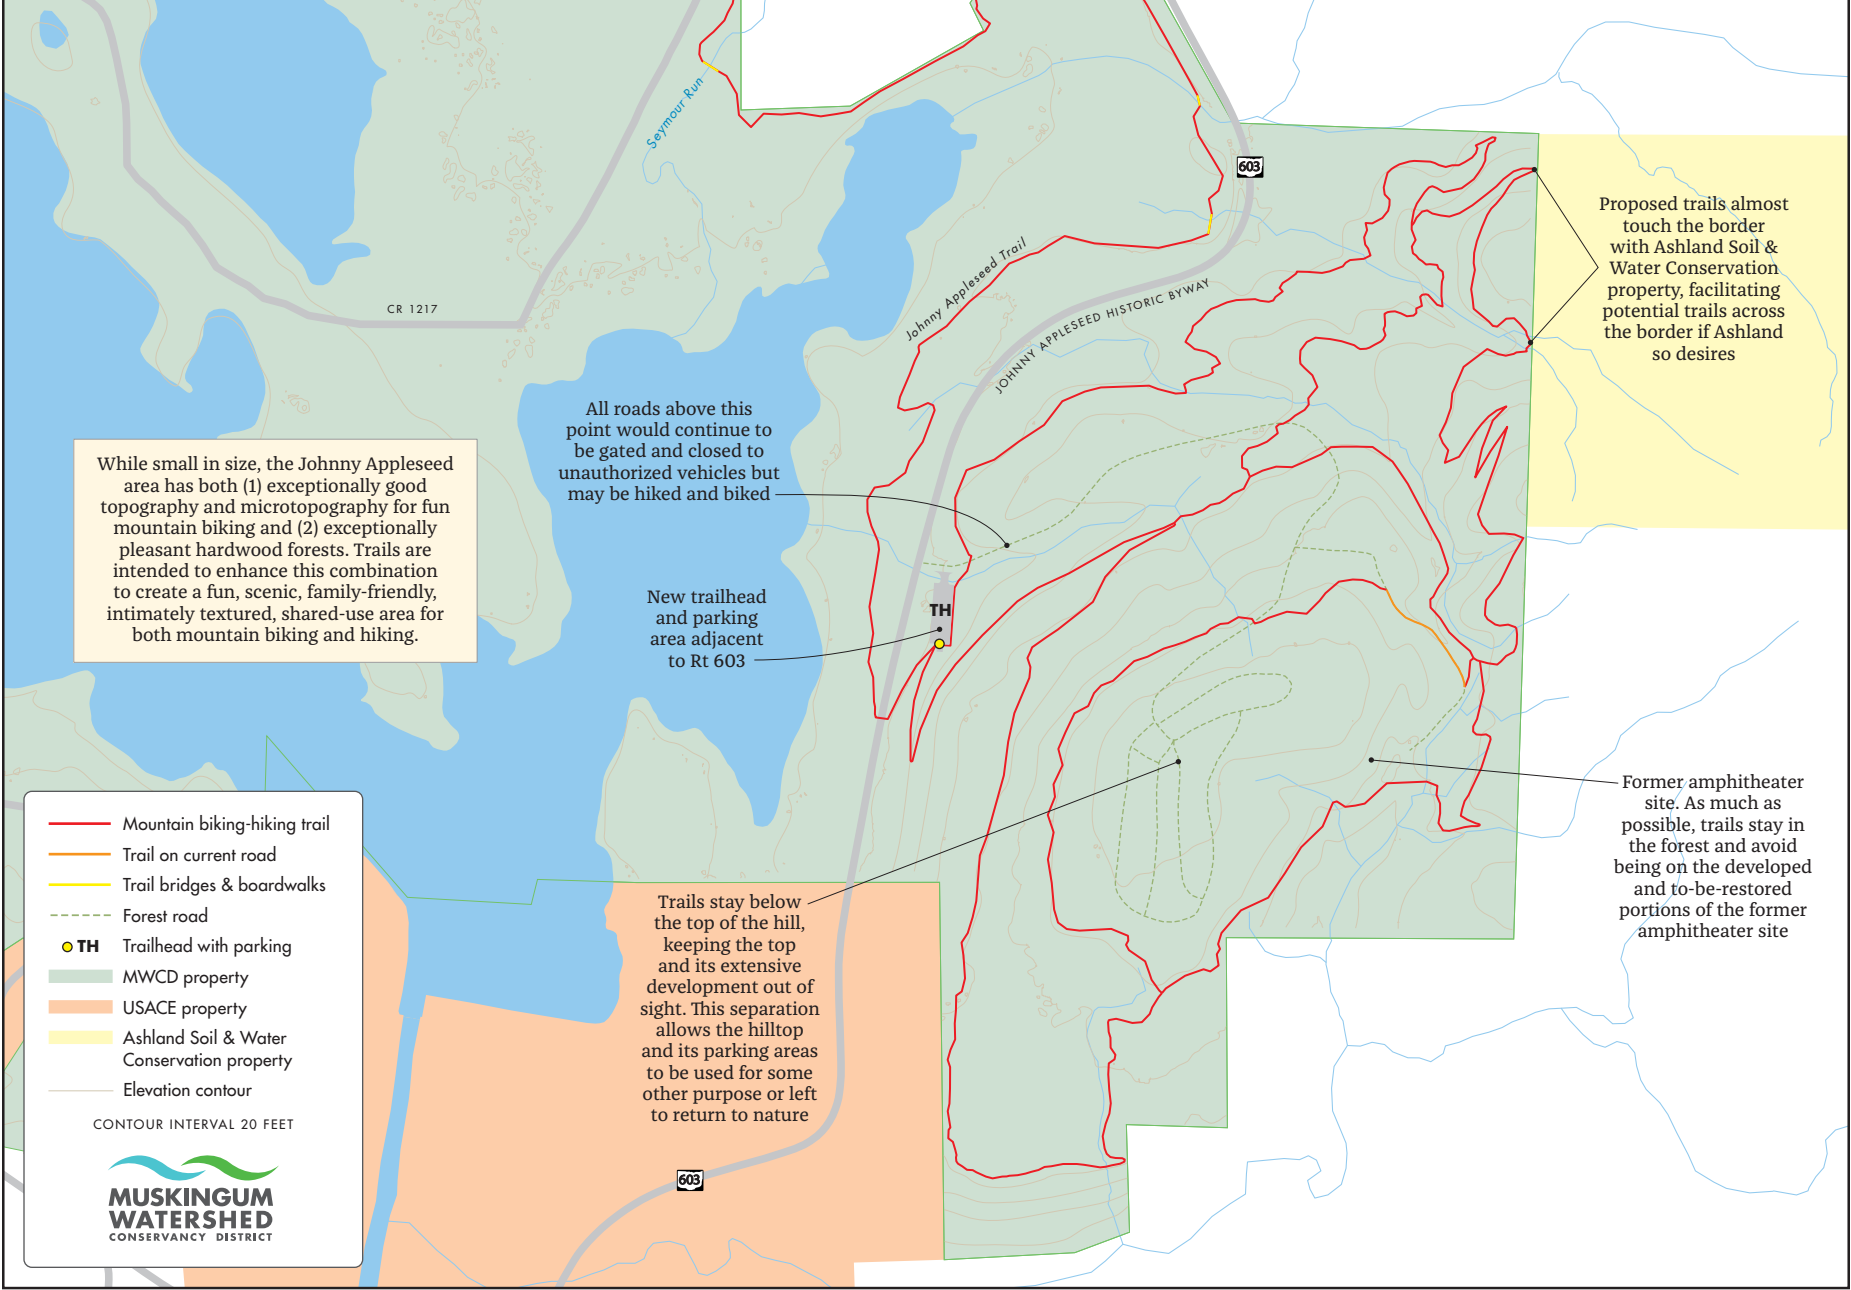 Seymour Run
603
Johnny Appleseed Trail
JOHNNY APPLESEED HISTORIC BYWAY
CR 1217
Proposed trails almost
touch the border
with Ashland Soil &
Water Conservation
property, facilitating
potential trails across
the border if Ashland
so desires
All roads above this
point would continue to
be gated and closed to
unauthorized vehicles but
may be hiked and biked
While small in size, the Johnny Appleseed
area has both (1) exceptionally good
topography and microtopography for fun
mountain biking and (2) exceptionally
pleasant hardwood forests. Trails are
intended to enhance this combination
to create a fun, scenic, family-friendly,
intimately textured, shared-use area for
both mountain biking and hiking.
New trailhead
and parking
area adjacent
to Rt 603
TH
Former amphitheater
site. As much as
possible, trails stay in
the forest and avoid
being on the developed
and to-be-restored
portions of the former
amphitheater site
Trails stay below
the top of the hill,
keeping the top
and its extensive
development out of
sight. This separation
allows the hilltop
and its parking areas
to be used for some
other purpose or left
to return to nature
603
Mountain biking-hiking trail
Trail on current road
Trail bridges & boardwalks
Forest road
TH Trailhead with parking
MWCD property
USACE property
Ashland Soil & Water
Conservation property
Elevation contour
CONTOUR INTERVAL 20 FEET
MUSKINGUM
WATERSHED
CONSERVANCY DISTRICT